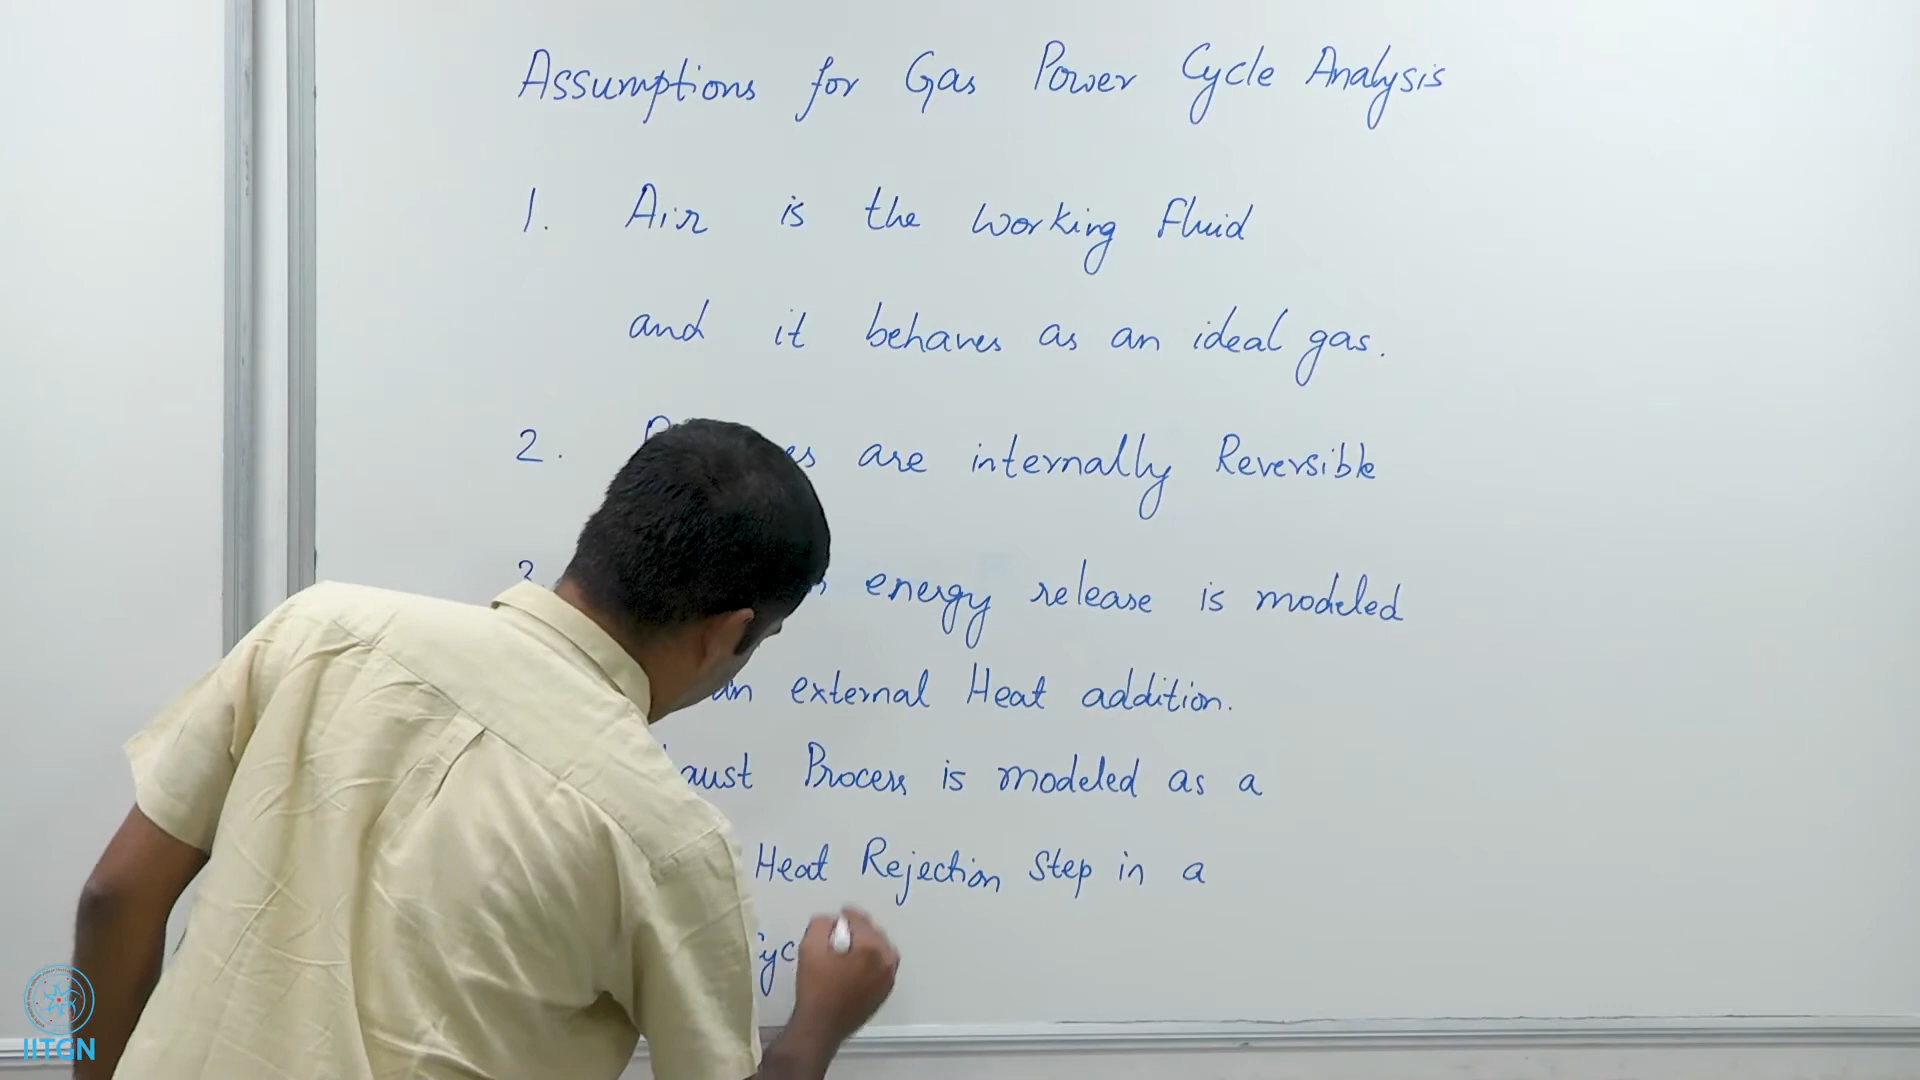 Assumptions for Gas Power Cycle Analysis
1. Air is the Working Fluid
and it behaves as an ideal gas.
2. are internally Reversible
3 energy release is modeled
an external Heat addition.
Process is modeled as a
Heat Rejection Step in a
IITGN